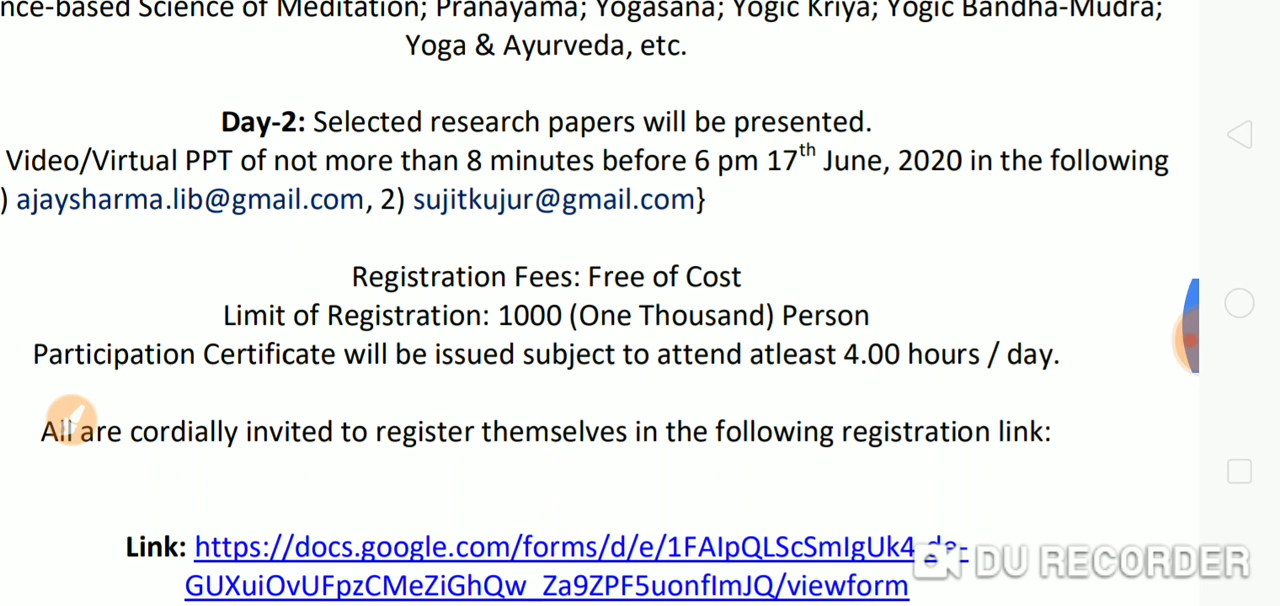 nce-based Science of Meditation; Pranayama; Yogasana; Yogic Kriya; Yogic Bandha-Mudra;
Yoga & Ayurveda, etc.
Day-2: Selected research papers will be presented.
Video/Virtual PPT of not more than 8 minutes before 6 pm 17th June, 2020 in the following
) ajaysharma.lib@gmail.com, 2) sujitkujur@gmail.com}
Registration Fees: Free of Cost
Limit of Registration: 1000 (One Thousand) Person
Participation Certificate will be issued subject to attend atleast 4.00 hours / day.
All are cordially invited to register themselves in the following registration link:
Link: https://docs.google.com/forms/d/e/1FAIpQLScSmIgUk4
GUXuiOvUFpzCMeZiGhQw_Za9ZPF5uonfImJQ/viewform
DU RECORDER